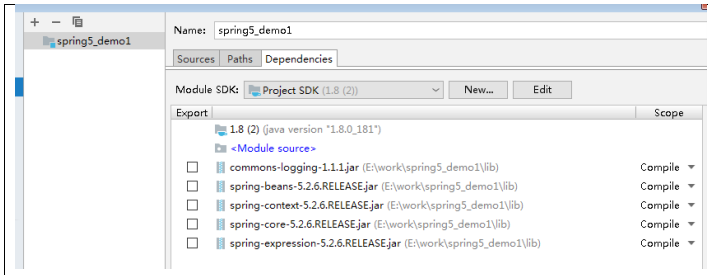 Name: spring5_demo1
spring5_demo1
Sources Paths Dependencies
Module SDK: Project SDK (1.8 (2)) New... Edit
Export Scope
1.8 (2) (java version "1.8.0_181")
<Module source>
commons-logging-1.1.1.jar (E:\work\spring5_demo1\lib) Compile
spring-beans-5.2.6.RELEASE.jar (E:\work\spring5_demo1\lib) Compile
spring-context-5.2.6.RELEASE.jar (E:\work\spring5_demo1\lib) Compile
spring-core-5.2.6.RELEASE.jar (E:\work\spring5_demo1\lib) Compile
spring-expression-5.2.6.RELEASE.jar (E:\work\spring5_demo1\lib) Compile